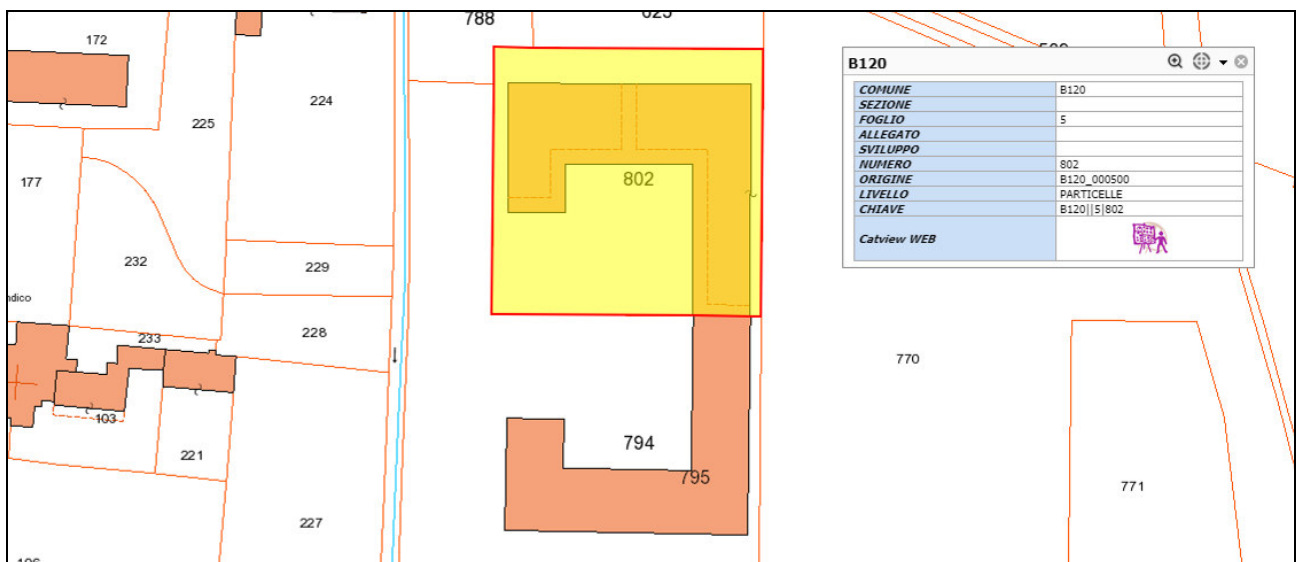 788
172
B120
COMUNE B120
SEZIONE
FOGLIO 5
ALLEGATO
SVILUPPO
NUMERO 802
ORIGINE B120_000500
LIVELLO PARTICELLE
CHIAVE B120||5|802
Catview WEB
224
225
177
802
232
229
ndico
233
228
770
103
794
221
795
771
227